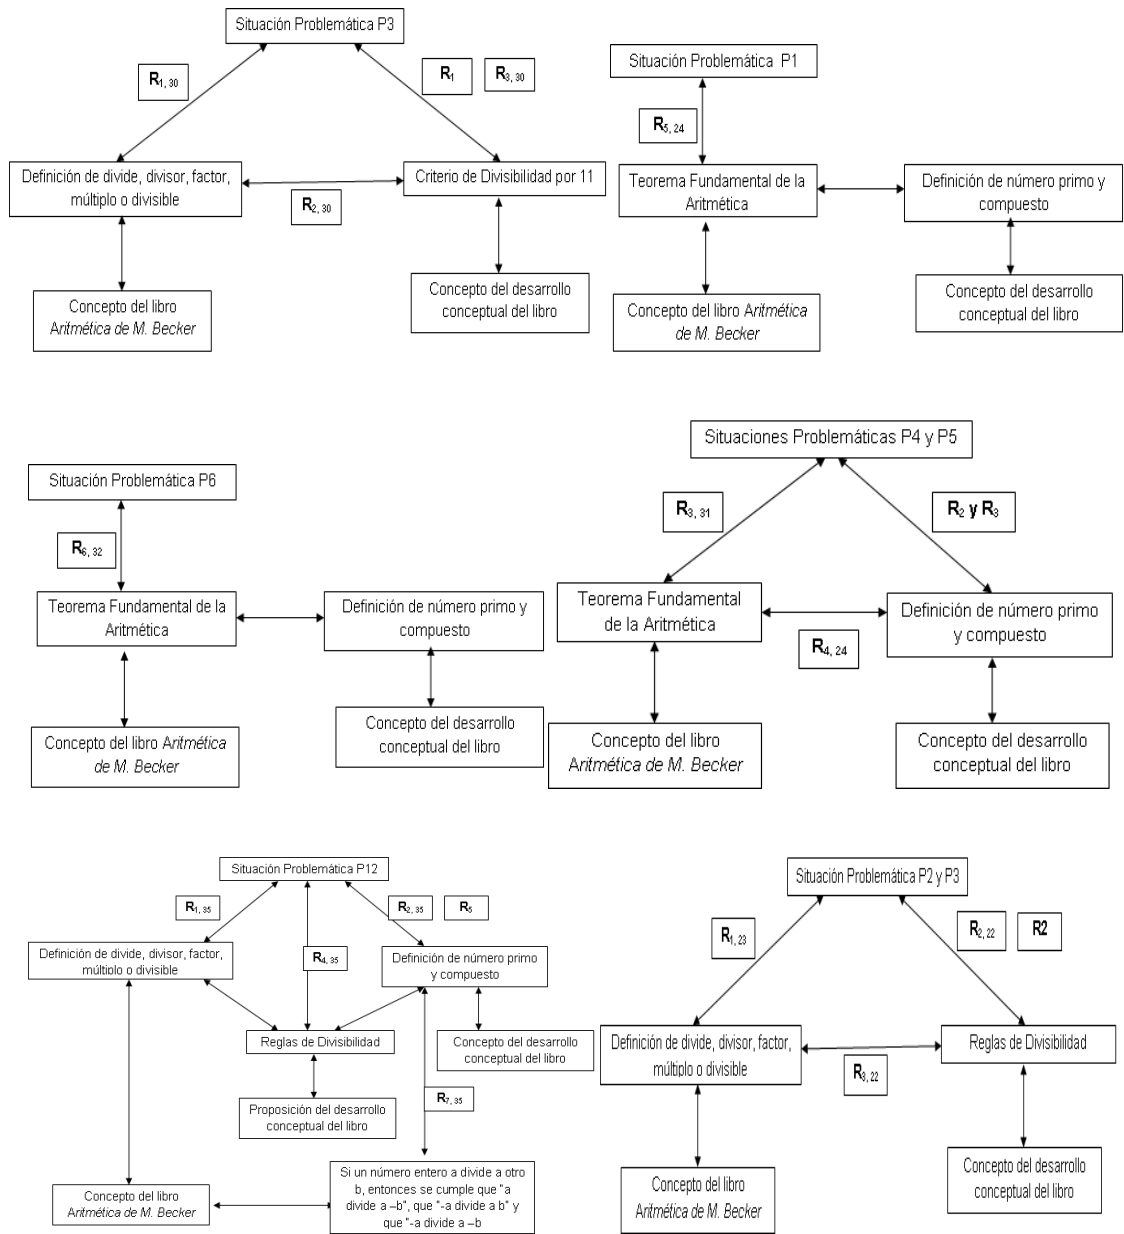 Situación Problemática P3
R1, 30
R1
R3, 30
Definición de divide, divisor, factor,
múltiplo o divisible
R2, 30
Criterio de Divisibilidad por 11
Concepto del libro
Aritmética de M. Becker
Concepto del desarrollo
conceptual del libro
Situación Problemática P1
R5, 24
Teorema Fundamental de la
Aritmética
Definición de número primo y
compuesto
Concepto del libro Aritmética
de M. Becker
Concepto del desarrollo
conceptual del libro
Situación Problemática P6
R6, 32
Teorema Fundamental de la
Aritmética
Definición de número primo y
compuesto
Concepto del libro Aritmética
de M. Becker
Concepto del desarrollo
conceptual del libro
Situaciones Problemáticas P4 y P5
R3, 31
R2 y R3
Teorema Fundamental
de la Aritmética
R4, 24
Definición de número primo
y compuesto
Concepto del libro
Aritmética de M. Becker
Concepto del desarrollo
conceptual del libro
Situación Problemática P12
R1, 35
R2, 35
R5
Definición de divide, divisor, factor,
múltiplo o divisible
R4, 35
Definición de número primo
y compuesto
Reglas de Divisibilidad
Concepto del desarrollo
conceptual del libro
R7, 35
Proposición del desarrollo
conceptual del libro
Concepto del libro
Aritmética de M. Becker
Si un número entero a divide a otro
b, entonces se cumple que "a
divide a –b", que "-a divide a b" y
que "-a divide a –b
Situación Problemática P2 y P3
R1, 23
R2, 22
R2
Definición de divide, divisor, factor,
múltiplo o divisible
R3, 22
Reglas de Divisibilidad
Concepto del libro
Aritmética de M. Becker
Concepto del desarrollo
conceptual del libro